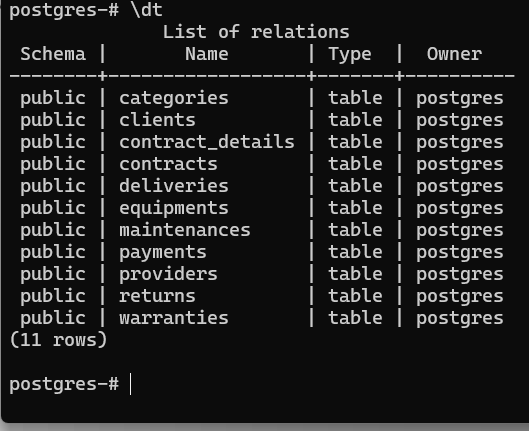 postgres-# \dt
             List of relations
 Schema |       Name       | Type  |  Owner
--------+------------------+-------+----------
 public | categories       | table | postgres
 public | clients          | table | postgres
 public | contract_details | table | postgres
 public | contracts        | table | postgres
 public | deliveries       | table | postgres
 public | equipments       | table | postgres
 public | maintenances     | table | postgres
 public | payments         | table | postgres
 public | providers        | table | postgres
 public | returns          | table | postgres
 public | warranties       | table | postgres
(11 rows)
postgres-#